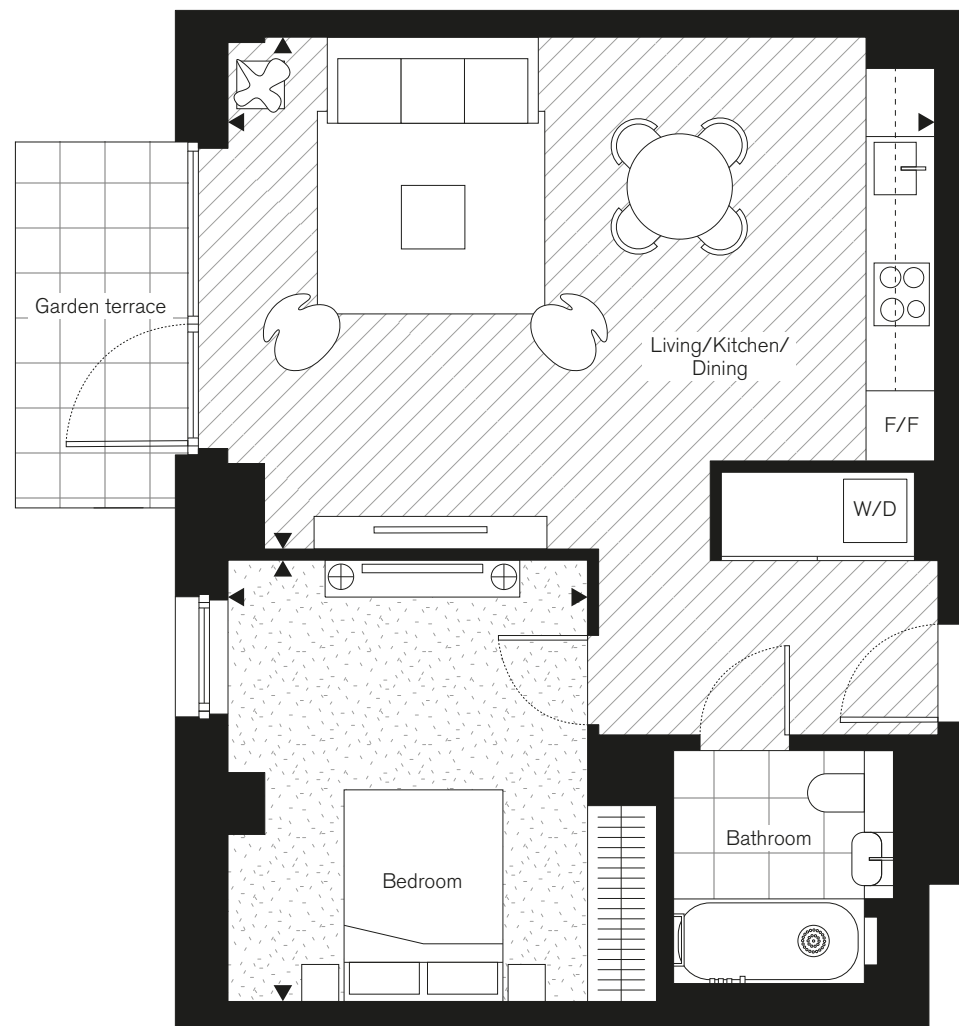 Garden terrace
Living/Kitchen/
Dining
F/F
W/D
Bathroom
Bedroom